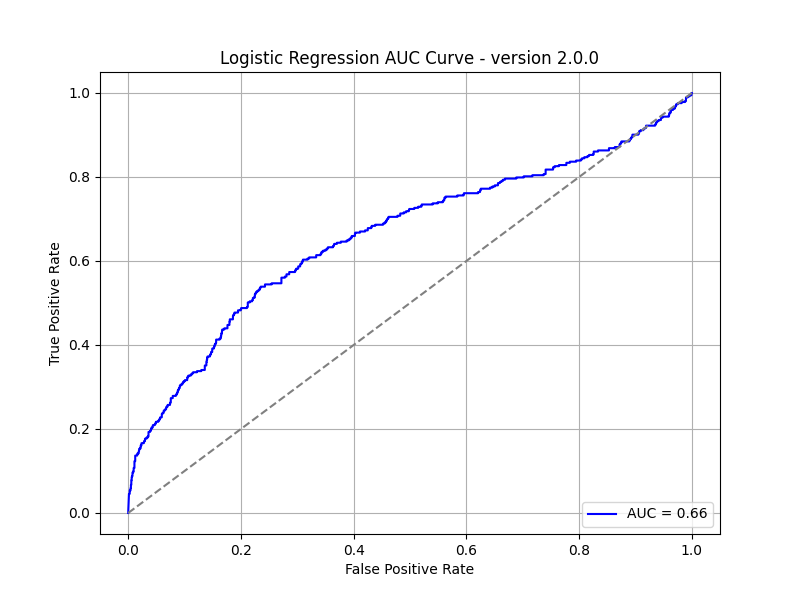 Logistic Regression AUC Curve - version 2.0.0
True Positive Rate
1.0
0.8
0.6
0.4
0.2
0.0
AUC = 0.66
0.0 0.2 0.4 0.6 0.8 1.0
False Positive Rate